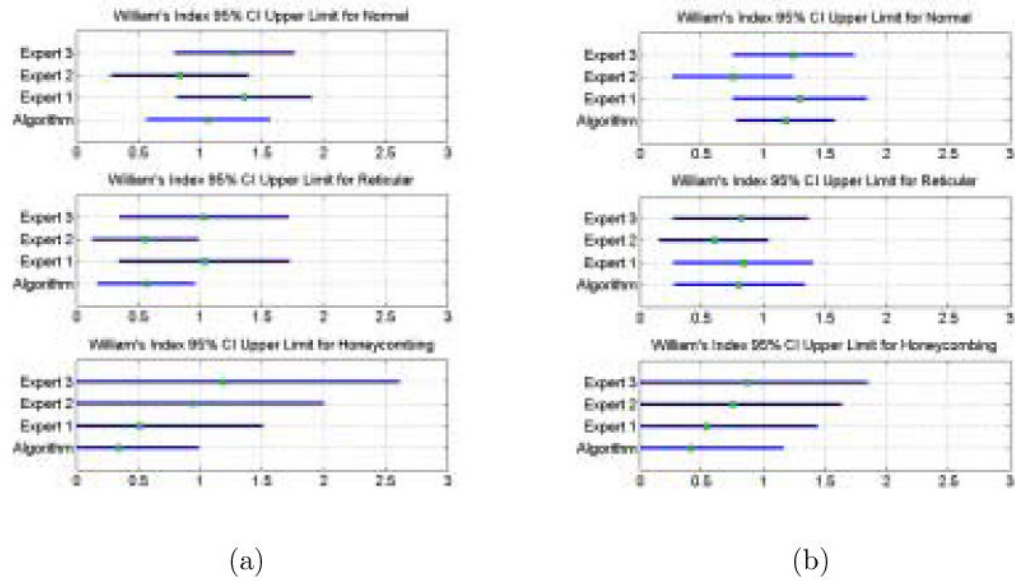 William's Index 95% CI Upper Limit for Normal
Expert 3
Expert 2
Expert 1
Algorithm
0 0.5 1 1.5 2 2.5 3
William's Index 95% CI Upper Limit for Reticular
Expert 3
Expert 2
Expert 1
Algorithm
0 0.5 1 1.5 2 2.5 3
William's Index 95% CI Upper Limit for Honeycombing
Expert 3
Expert 2
Expert 1
Algorithm
0 0.5 1 1.5 2 2.5 3
(a)
William's Index 95% CI Upper Limit for Normal
Expert 3
Expert 2
Expert 1
Algorithm
0 0.5 1 1.5 2 2.5 3
William's Index 95% CI Upper Limit for Reticular
Expert 3
Expert 2
Expert 1
Algorithm
0 0.5 1 1.5 2 2.5 3
William's Index 95% CI Upper Limit for Honeycombing
Expert 3
Expert 2
Expert 1
Algorithm
0 0.5 1 1.5 2 2.5 3
(b)